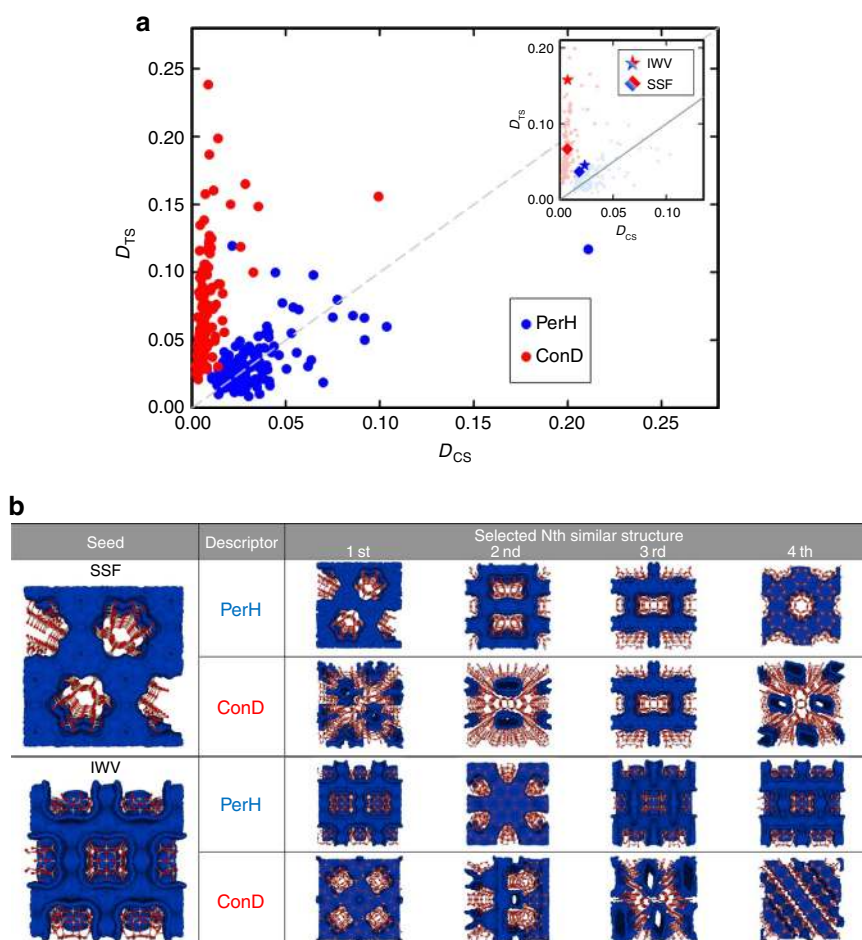 a
0.25
0.20
0.15
0.10
0.05
0.00
D_TS
0.00 0.05 0.10 0.15 0.20 0.25
D_CS
PerH
ConD
0.20
0.10
0.00
D_TS
0.00 0.05 0.10
D_CS
IWV
SSF
b
Seed Descriptor Selected Nth similar structure
1 st 2 nd 3 rd 4 th
SSF
PerH
ConD
IWV
PerH
ConD